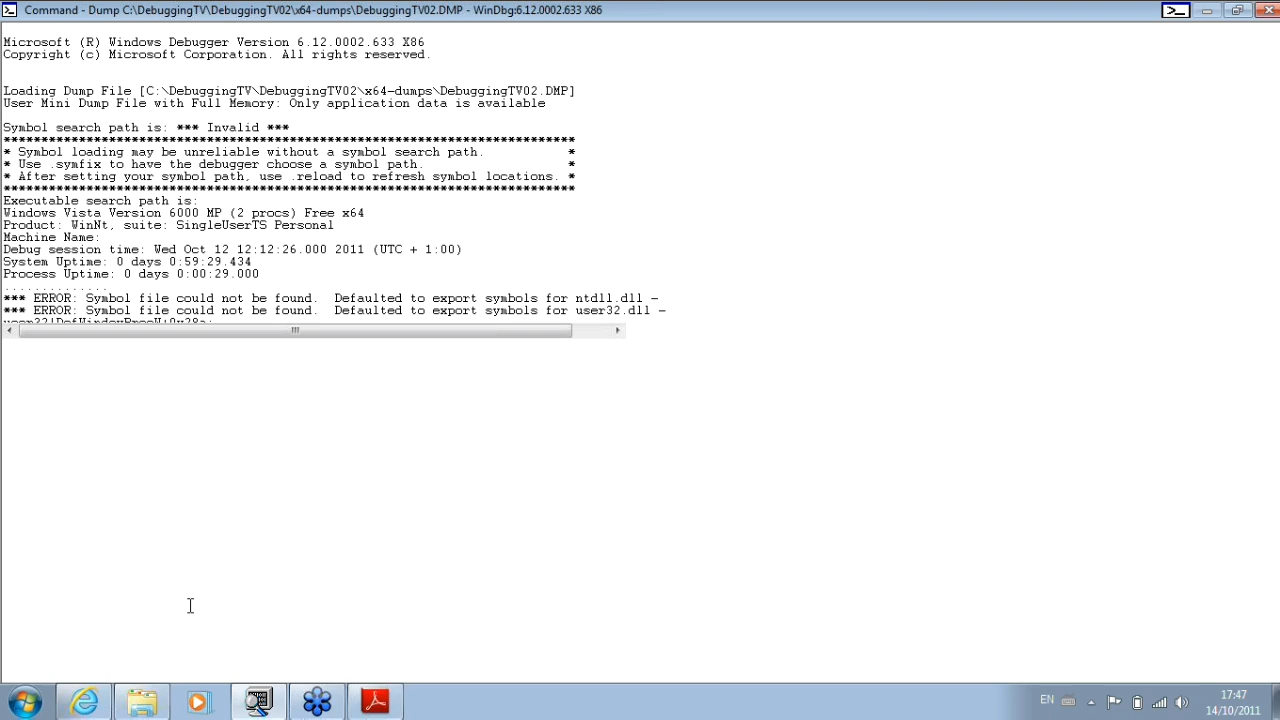 Command - Dump C:\DebuggingTV\DebuggingTV02\x64-dumps\DebuggingTV02.DMP - WinDbg:6.12.0002.633 X86
Microsoft (R) Windows Debugger Version 6.12.0002.633 X86
Copyright (c) Microsoft Corporation. All rights reserved.
Loading Dump File [C:\DebuggingTV\DebuggingTV02\x64-dumps\DebuggingTV02.DMP]
User Mini Dump File with Full Memory: Only application data is available
Symbol search path is: *** Invalid ***
****************************************************************************
* Symbol loading may be unreliable without a symbol search path.           *
* Use .symfix to have the debugger choose a symbol path.                   *
* After setting your symbol path, use .reload to refresh symbol locations. *
****************************************************************************
Executable search path is:
Windows Vista Version 6000 MP (2 procs) Free x64
Product: WinNt, suite: SingleUserTS Personal
Machine Name:
Debug session time: Wed Oct 12 12:12:26.000 2011 (UTC + 1:00)
System Uptime: 0 days 0:59:29.434
Process Uptime: 0 days 0:00:29.000
..............
*** ERROR: Symbol file could not be found.  Defaulted to export symbols for ntdll.dll -
*** ERROR: Symbol file could not be found.  Defaulted to export symbols for user32.dll -
user32!DefWindowProcW+0x28a:
EN
17:47
14/10/2011